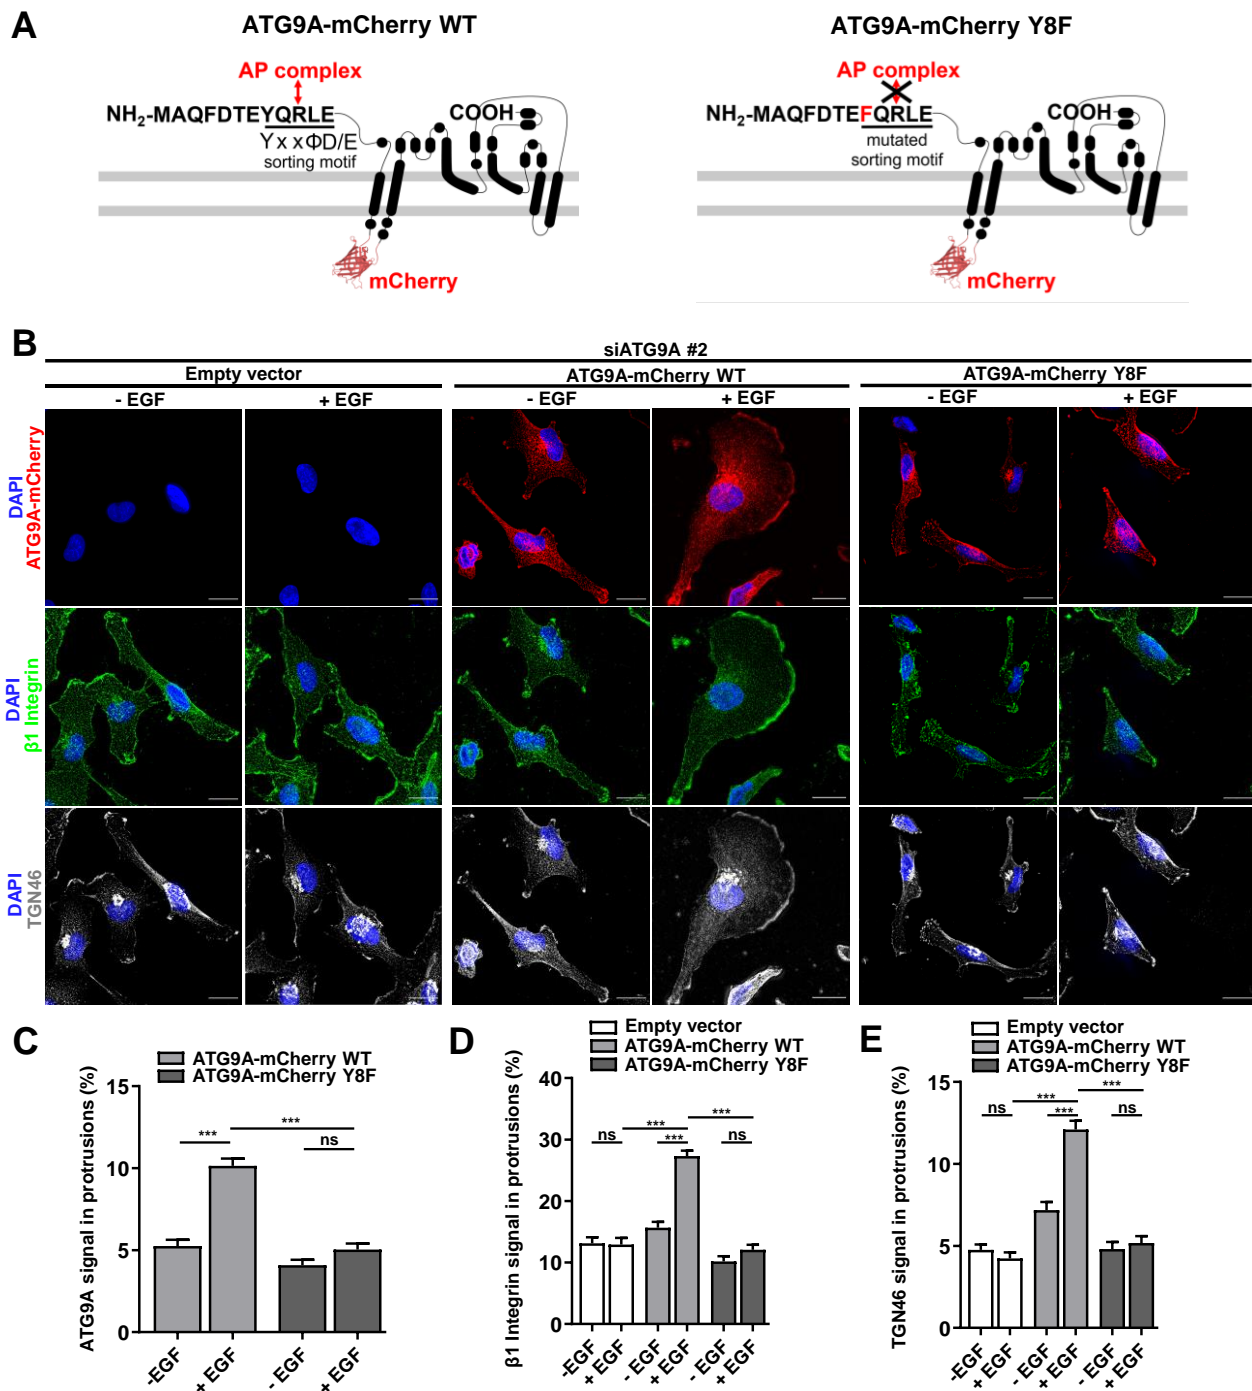 A
ATG9A-mCherry WT
ATG9A-mCherry Y8F
AP complex
AP complex
NH2-MAQFDTEYQRLE
COOH
NH2-MAQFDTEFQRLE
COOH
Y x x ΦD/E
sorting motif
mutated
sorting motif
mCherry
mCherry
B
siATG9A #2
Empty vector
ATG9A-mCherry WT
ATG9A-mCherry Y8F
- EGF
+ EGF
- EGF
+ EGF
- EGF
+ EGF
DAPI
ATG9A-mCherry
DAPI
β1 Integrin
DAPI
TGN46
C
ATG9A-mCherry WT
ATG9A-mCherry Y8F
ATG9A signal in protrusions (%)
15
10
5
0
***
***
ns
-EGF
+ EGF
- EGF
+ EGF
D
Empty vector
ATG9A-mCherry WT
ATG9A-mCherry Y8F
β1 Integrin signal in protrusions (%)
40
30
20
10
0
ns
***
***
***
ns
-EGF
+ EGF
- EGF
+ EGF
- EGF
+ EGF
E
Empty vector
ATG9A-mCherry WT
ATG9A-mCherry Y8F
TGN46 signal in protrusions (%)
15
10
5
0
ns
***
***
***
ns
-EGF
+ EGF
- EGF
+ EGF
- EGF
+ EGF